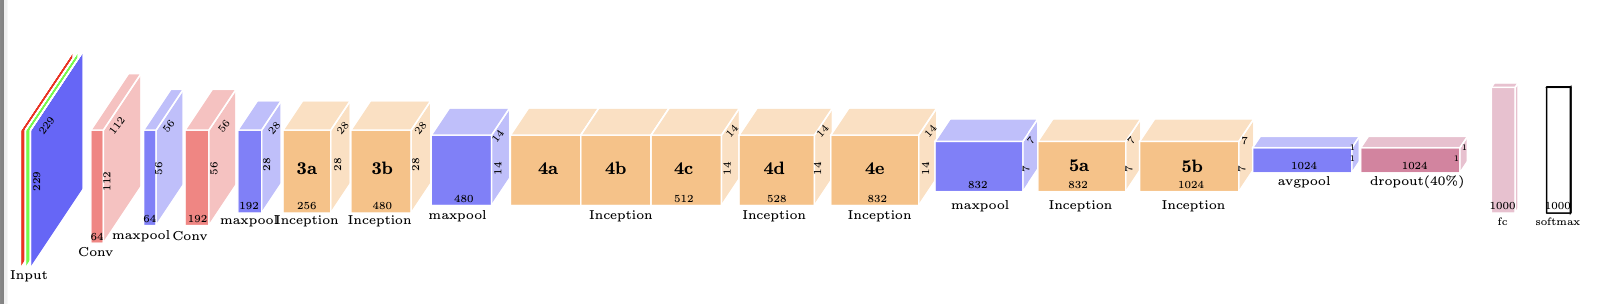 229
229
Input
112
112
64
Conv
56
56
64
maxpool
56
56
192
Conv
28
28
192
maxpool
28
28
3a
256
Inception
28
28
3b
480
Inception
14
14
480
maxpool
4a
4b
4c
14
14
512
Inception
14
14
4d
528
Inception
14
14
4e
832
Inception
7
7
832
maxpool
7
7
5a
832
Inception
7
7
5b
1024
Inception
1
1
1024
avgpool
1
1
1024
dropout(40%)
1000
fc
1000
softmax